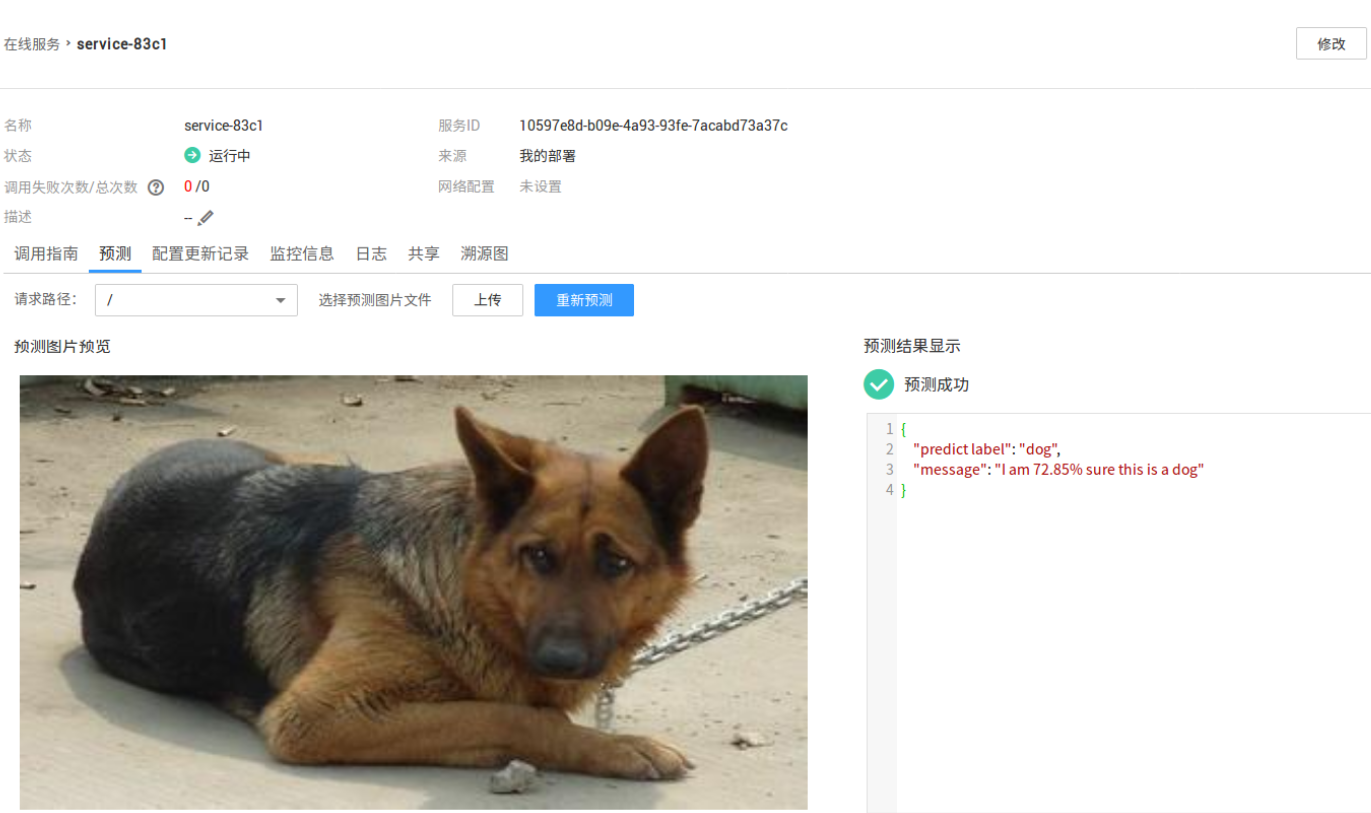 在线服务 › service-83c1
修改
名称 service-83c1 服务ID 10597e8d-b09e-4a93-93fe-7acabd73a37c
状态 运行中 来源 我的部署
调用失败次数/总次数 ? 0 /0 网络配置 未设置
描述 --
调用指南 预测 配置更新记录 监控信息 日志 共享 溯源图
请求路径: / 选择预测图片文件 上传 重新预测
预测图片预览 预测结果显示
预测成功
1 {
2 "predict label": "dog",
3 "message": "I am 72.85% sure this is a dog"
4 }